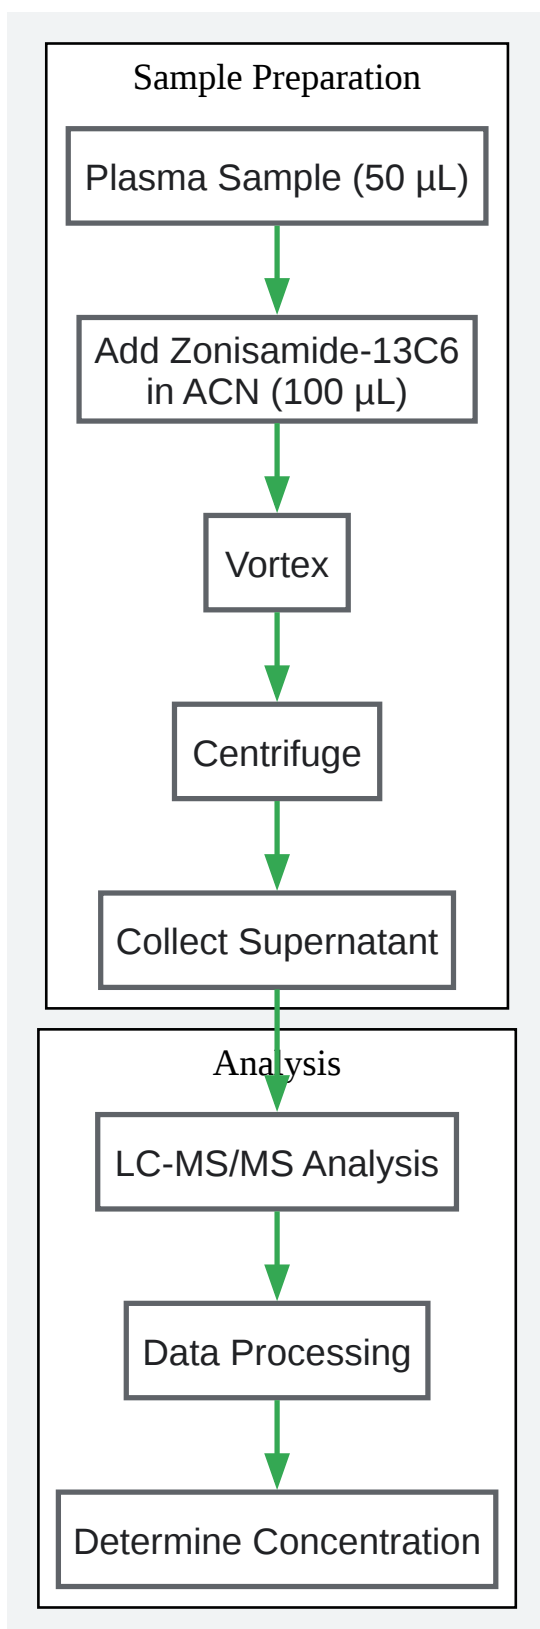 Sample Preparation
Plasma Sample (50 µL)
Add Zonisamide-13C6
in ACN (100 µL)
Vortex
Centrifuge
Collect Supernatant
Analysis
LC-MS/MS Analysis
Data Processing
Determine Concentration